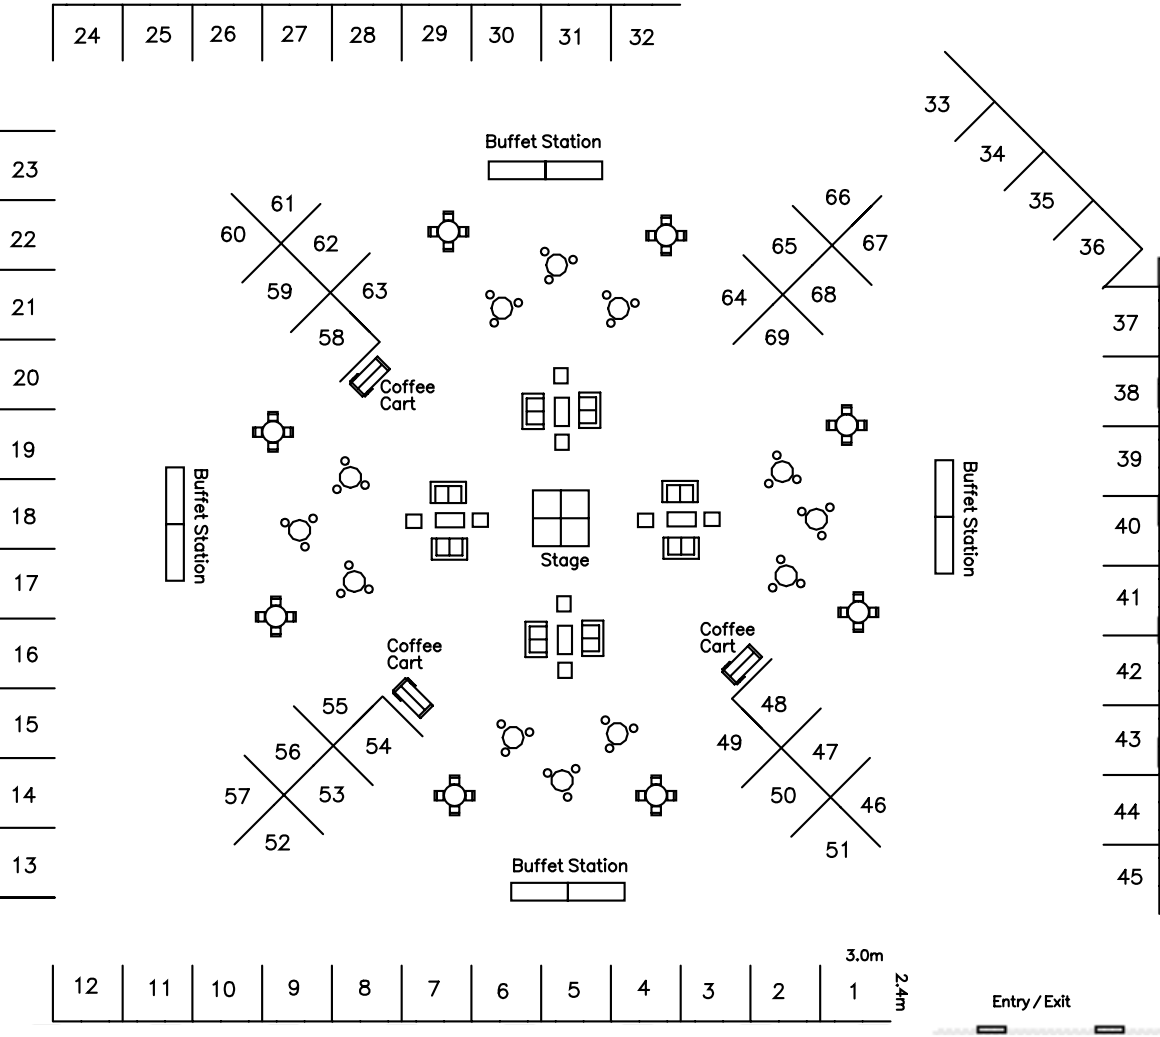 24 25 26 27 28 29 30 31 32
33
34
35
36
Buffet Station
23
22
21
20
19
18
17
16
15
14
13
61
60 62
59 63
58
66
65 67
64 68
69
Coffee
Cart
37
38
39
40
41
42
43
44
45
Buffet Station
Stage
Buffet Station
Coffee
Cart
Coffee
Cart
55
56 54
57 53
52
48
49 47
50 46
51
Buffet Station
3.0m
2.4m
12 11 10 9 8 7 6 5 4 3 2 1
Entry / Exit